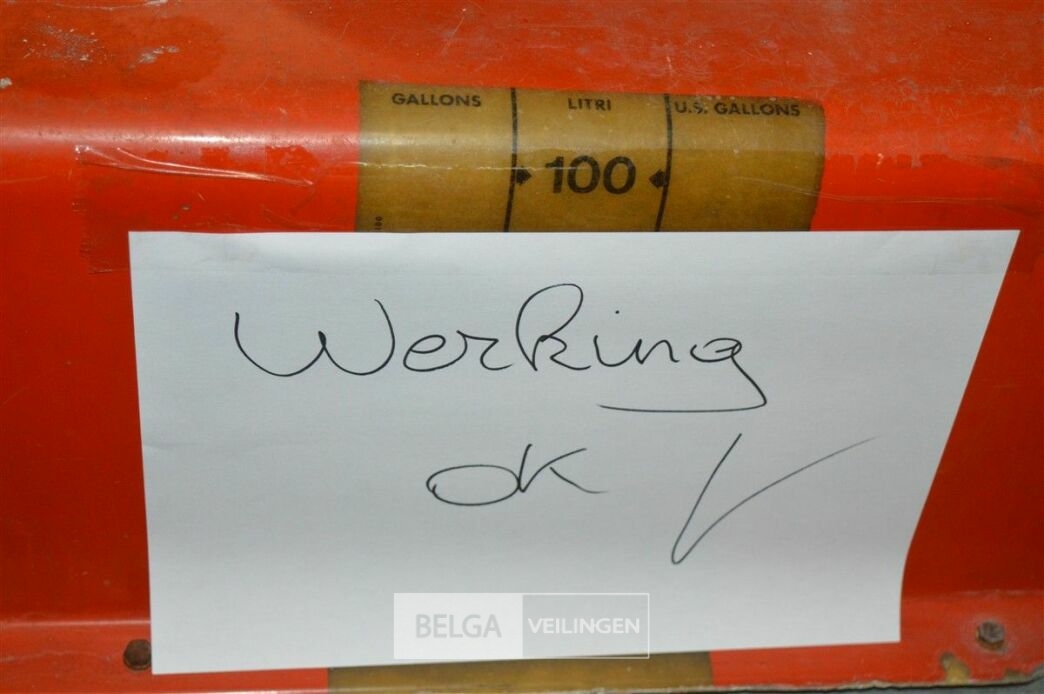 GALLONS LITRI U.S. GALLONS
100
Werking
OK
BELGA VEILINGEN